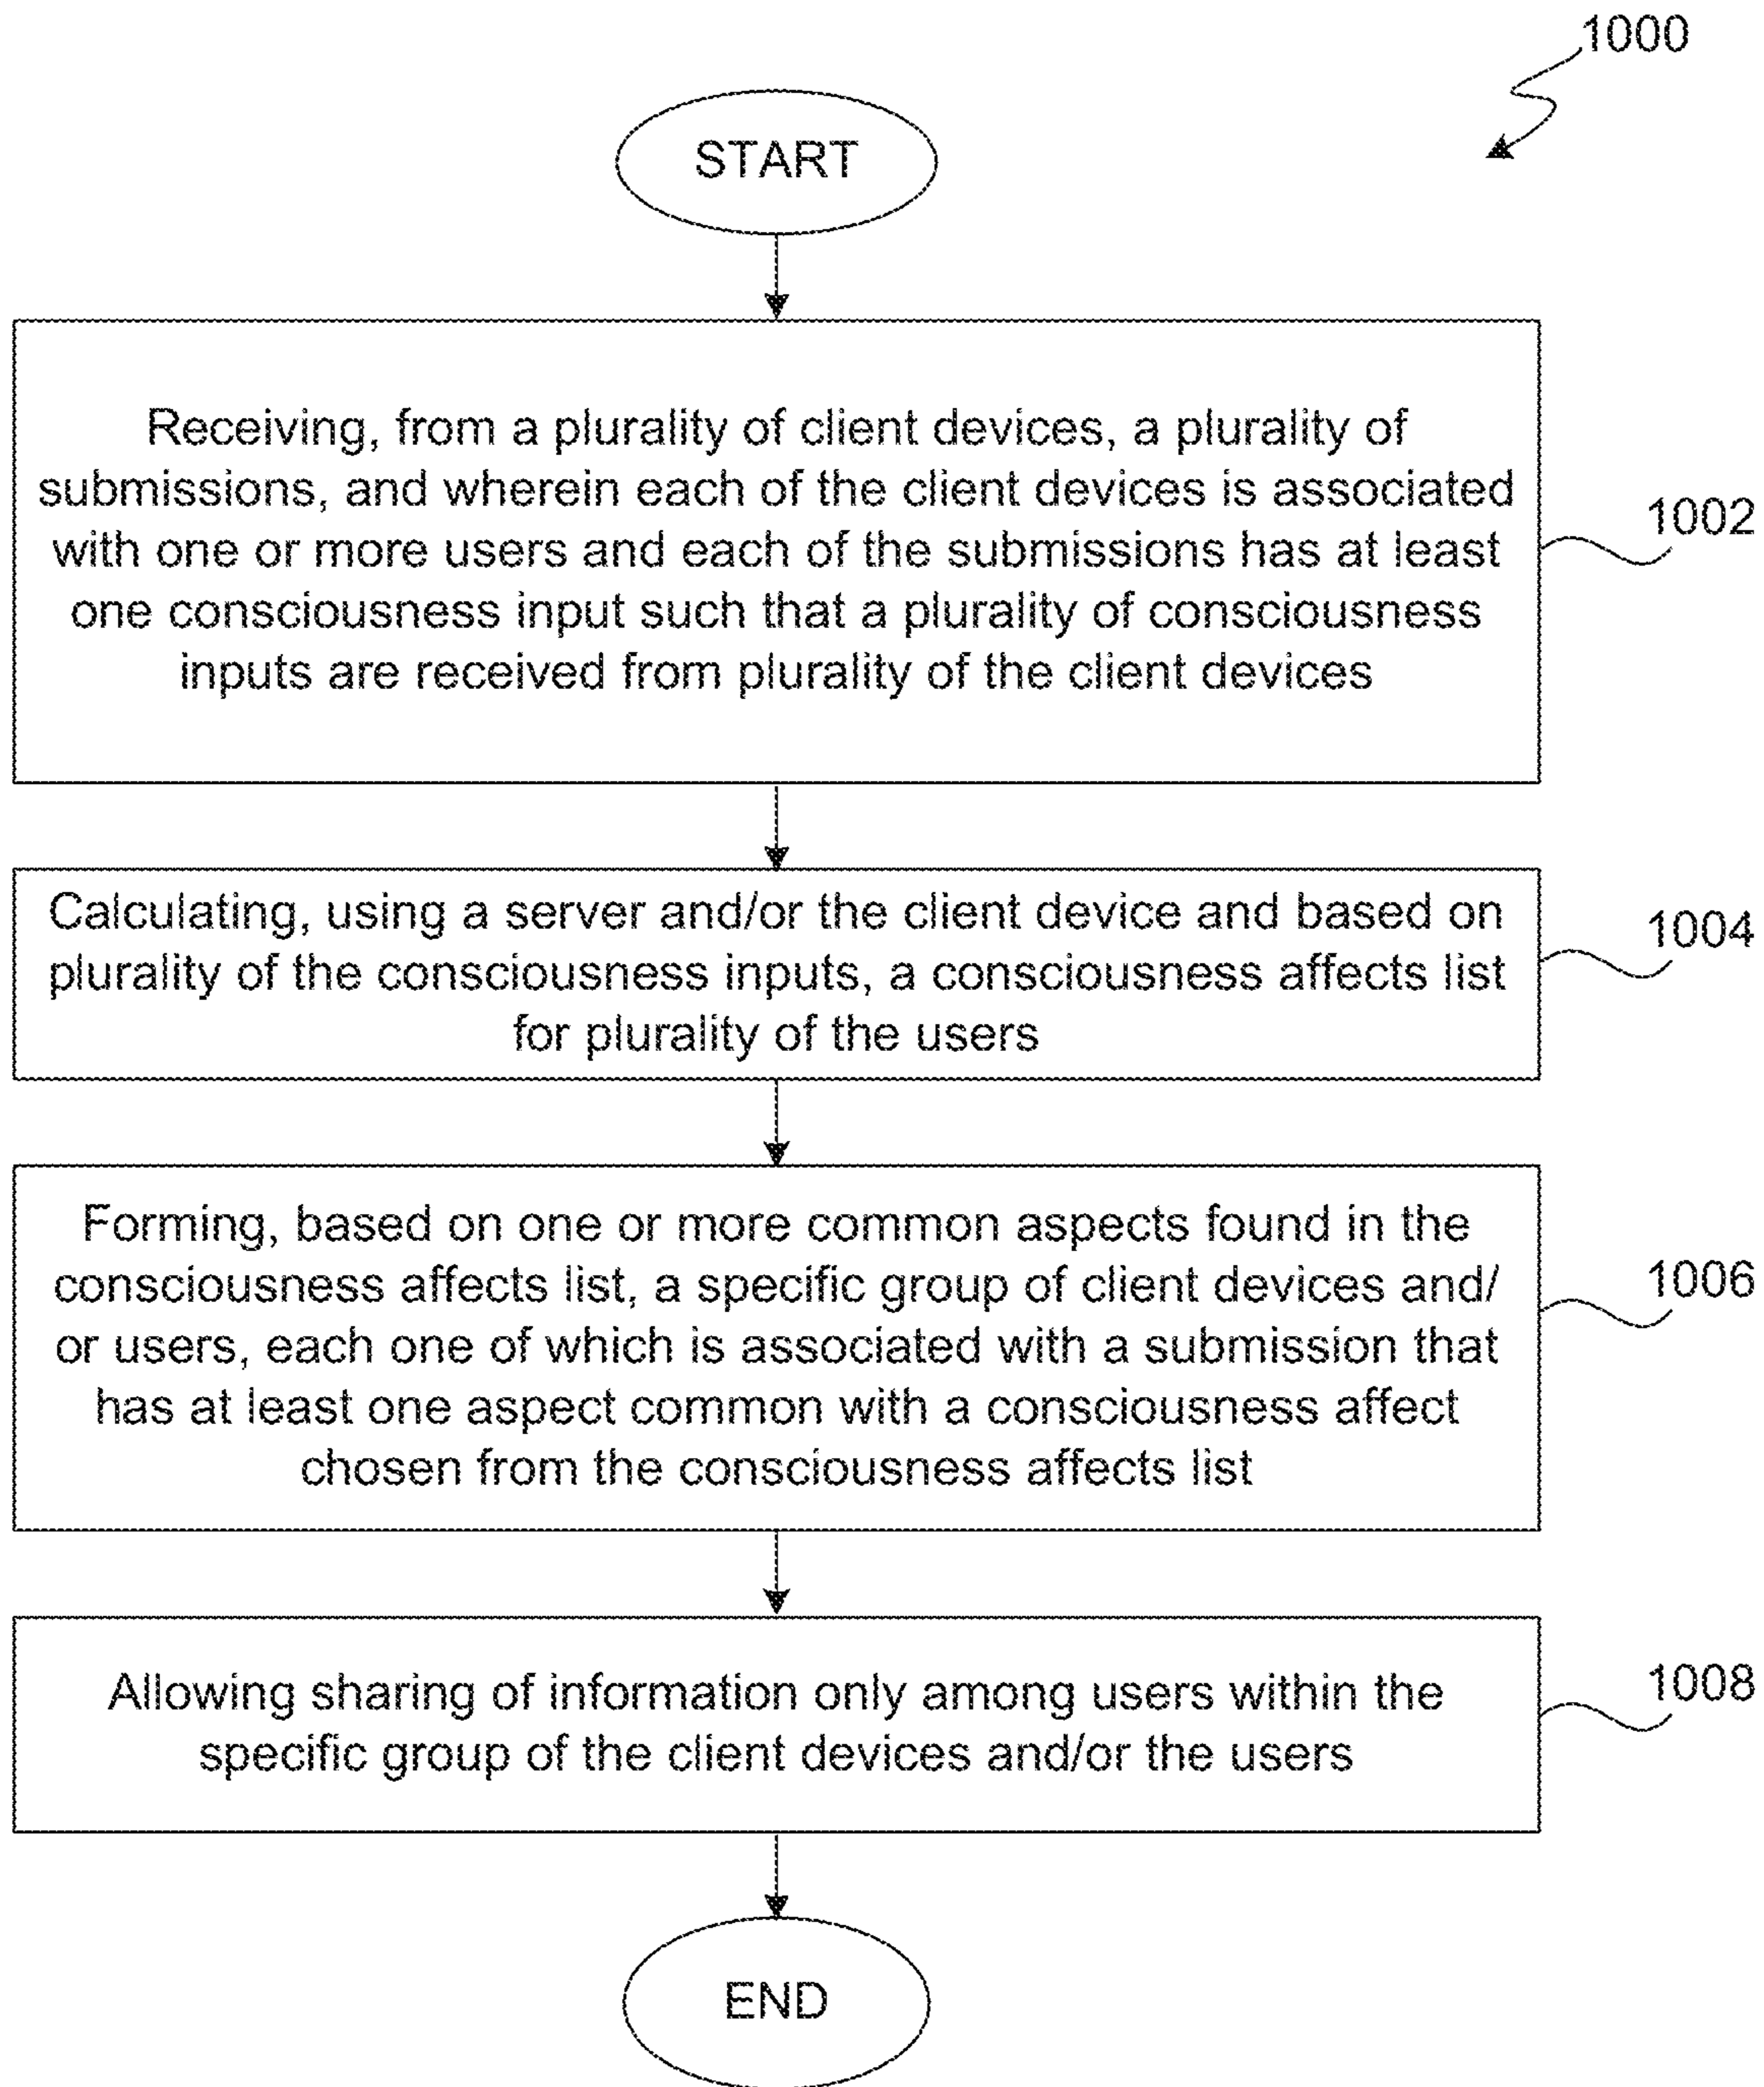 1000
START
Receiving, from a plurality of client devices, a plurality of
submissions, and wherein each of the client devices is associated
with one or more users and each of the submissions has at least
one consciousness input such that a plurality of consciousness
inputs are received from plurality of the client devices
1002
Calculating, using a server and/or the client device and based on
plurality of the consciousness inputs, a consciousness affects list
for plurality of the users
1004
Forming, based on one or more common aspects found in the
consciousness affects list, a specific group of client devices and/
or users, each one of which is associated with a submission that
has at least one aspect common with a consciousness affect
chosen from the consciousness affects list
1006
Allowing sharing of information only among users within the
specific group of the client devices and/or the users
1008
END